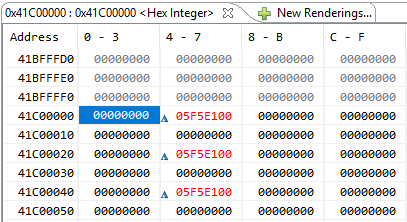 0x41C00000 : 0x41C00000 <Hex Integer> New Renderings...
Address 0 - 3 4 - 7 8 - B C - F
41BFFFD0 00000000 00000000 00000000 00000000
41BFFFE0 00000000 00000000 00000000 00000000
41BFFFF0 00000000 00000000 00000000 00000000
41C00000 00000000 05F5E100 00000000 00000000
41C00010 00000000 00000000 00000000 00000000
41C00020 00000000 05F5E100 00000000 00000000
41C00030 00000000 00000000 00000000 00000000
41C00040 00000000 05F5E100 00000000 00000000
41C00050 00000000 00000000 00000000 00000000